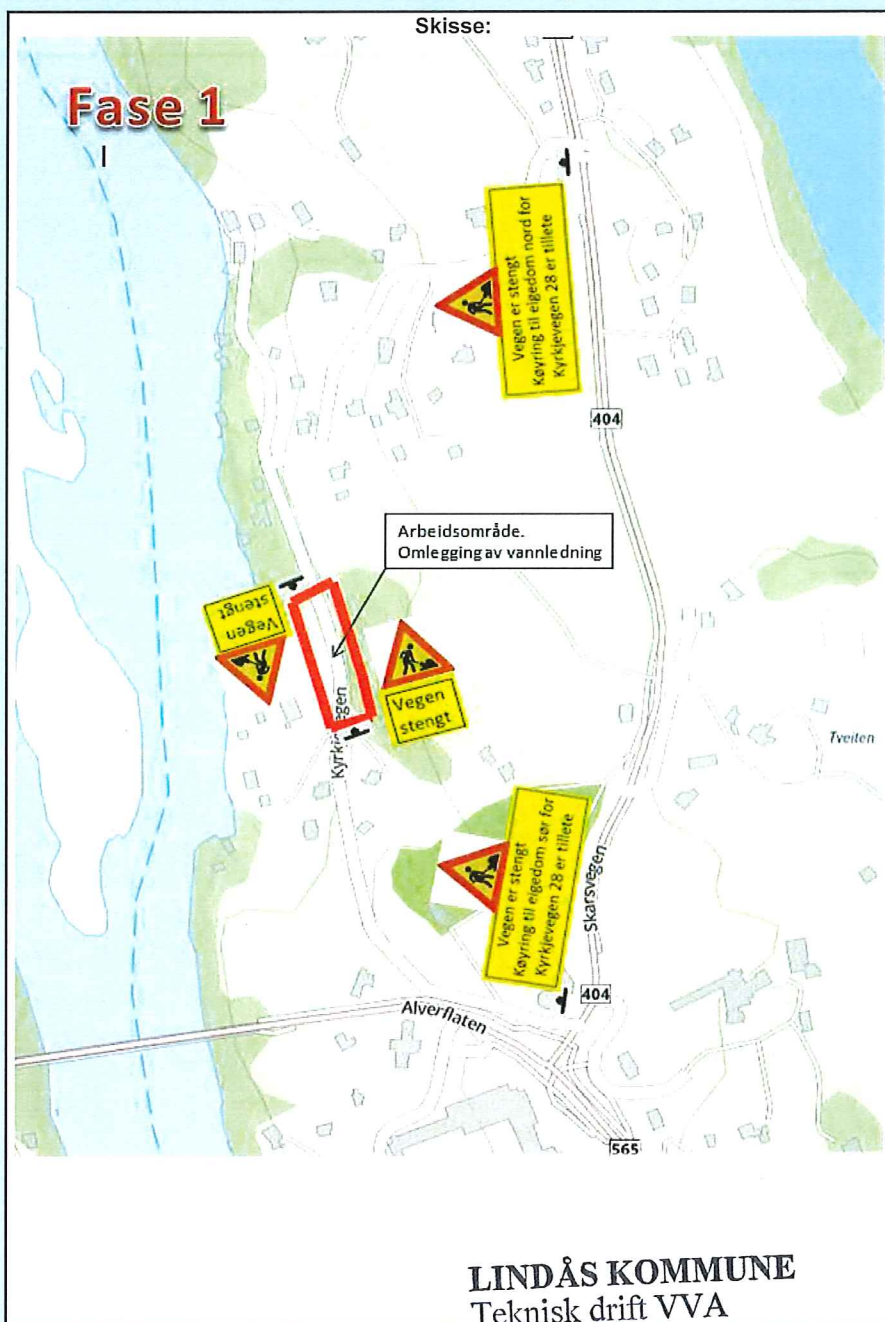 Skisse:
Fase 1
Vegen er stengt
Køyring til eigedom nord for
Kyrkjevegen 28 er tillete
404
Arbeidsområde.
Omlegging av vannledning
Vegen
stengt
Vegen
stengt
Tveiten
Vegen er stengt
Køyring til eigedom sør for
Kyrkjevegen 28 er tillete
Skarsvegen
404
Alverflaten
565
LINDÅS KOMMUNE
Teknisk drift VVA